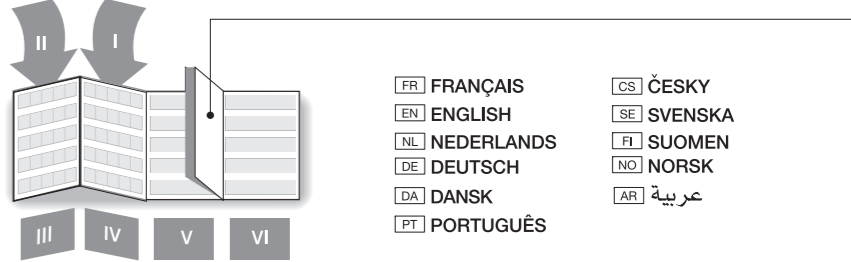 II I
FR FRANÇAIS
EN ENGLISH
NL NEDERLANDS
DE DEUTSCH
DA DANSK
PT PORTUGUÊS
CS ČESKY
SE SVENSKA
FI SUOMEN
NO NORSK
AR عربية
III IV V VI